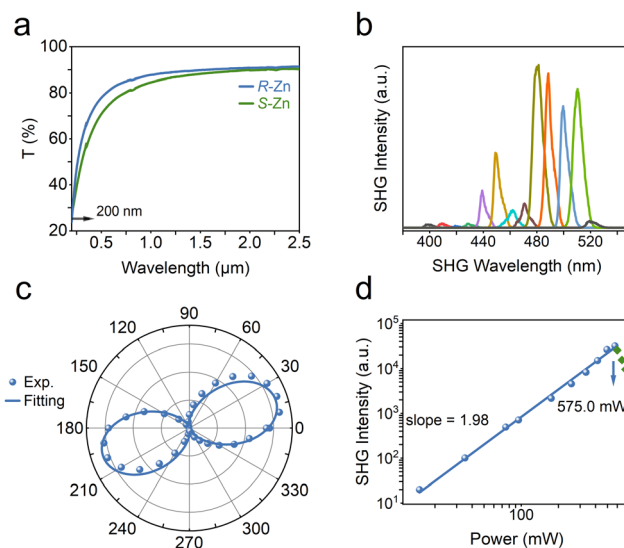 a
100
80
60
40
20
T (%)
R-Zn
S-Zn
200 nm
0.5 1.0 1.5 2.0 2.5
Wavelength (μm)
b
SHG Intensity (a.u.)
400 440 480 520
SHG Wavelength (nm)
c
90
120 60
150 30
Exp.
Fitting
180 0
210 330
240 300
270
d
10^5
10^4
10^3
10^2
10^1
SHG Intensity (a.u.)
slope = 1.98
575.0 mW
100
Power (mW)